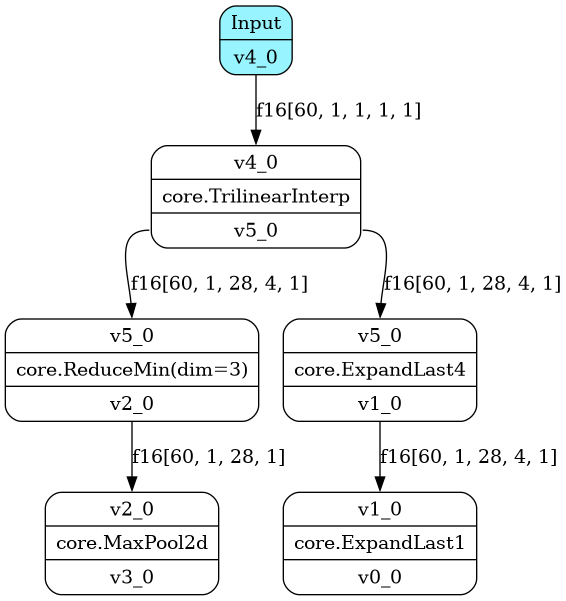 Input
v4_0
f16[60, 1, 1, 1, 1]
v4_0
core.TrilinearInterp
v5_0
f16[60, 1, 28, 4, 1]
f16[60, 1, 28, 4, 1]
v5_0
core.ReduceMin(dim=3)
v2_0
v5_0
core.ExpandLast4
v1_0
f16[60, 1, 28, 1]
f16[60, 1, 28, 4, 1]
v2_0
core.MaxPool2d
v3_0
v1_0
core.ExpandLast1
v0_0